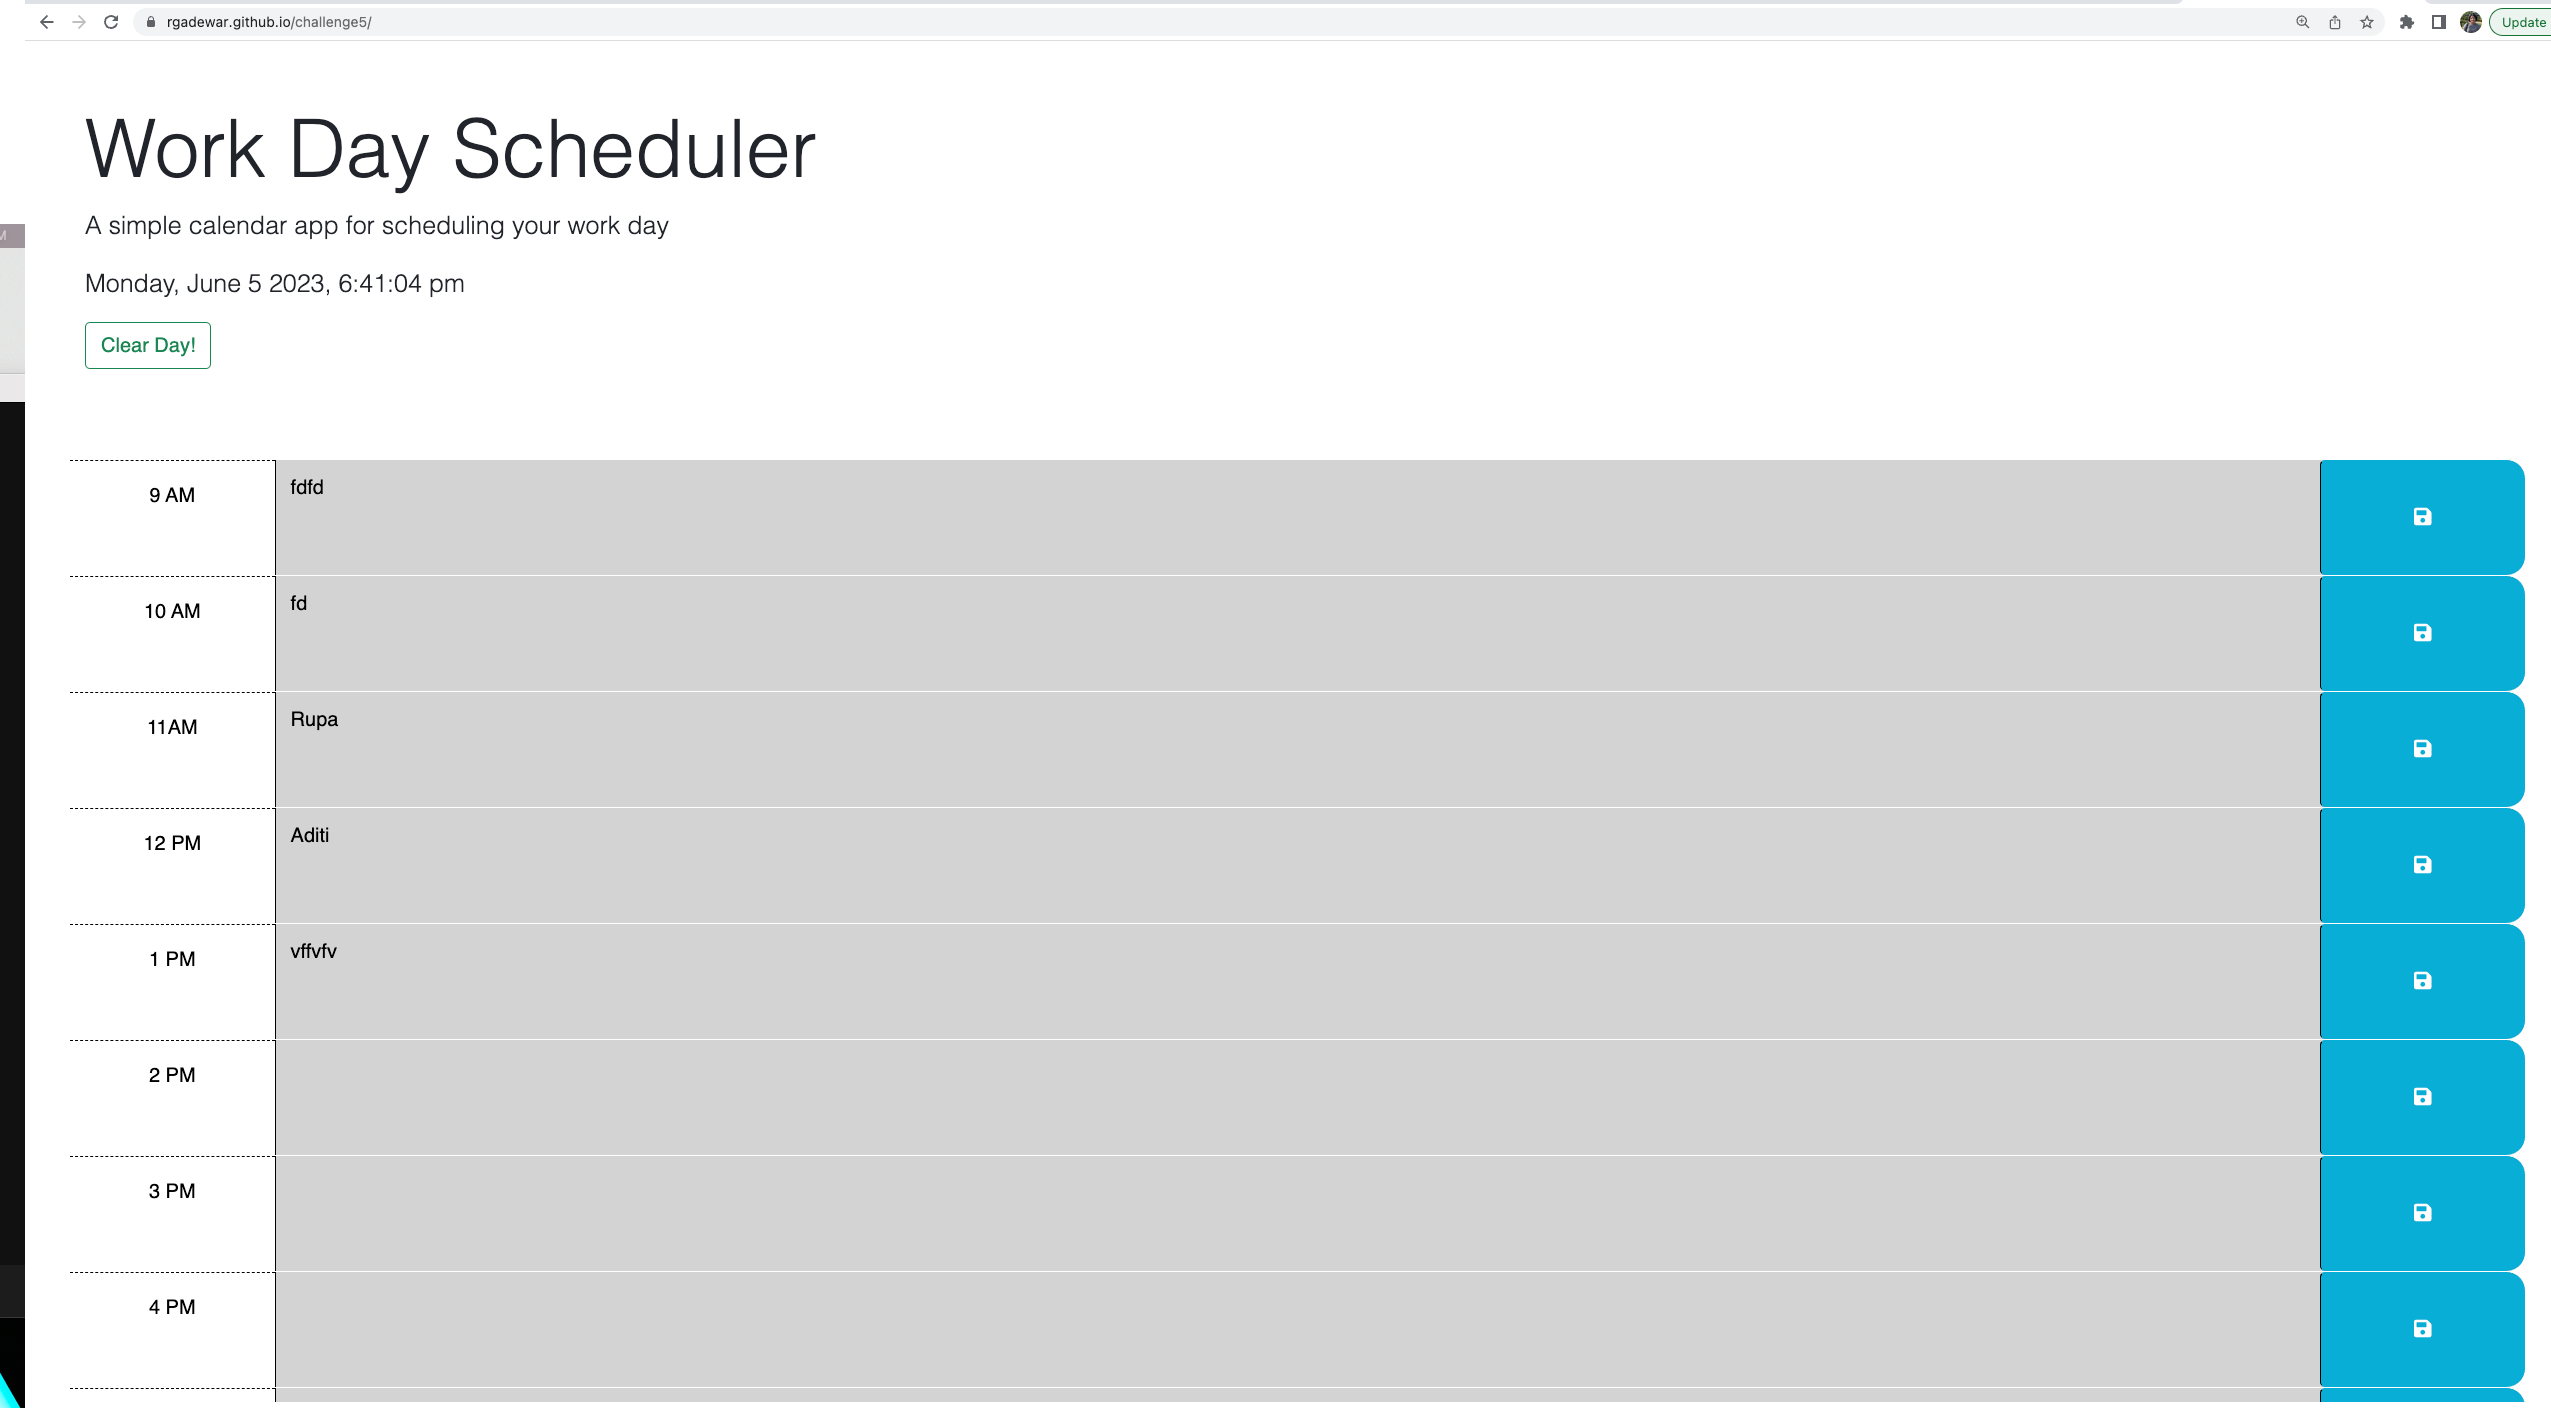 rgadewar.github.io/challenge5/
Update
Work Day Scheduler
A simple calendar app for scheduling your work day
Monday, June 5 2023, 6:41:04 pm
Clear Day!
9 AM fdfd
10 AM fd
11AM Rupa
12 PM Aditi
1 PM vffvfv
2 PM
3 PM
4 PM